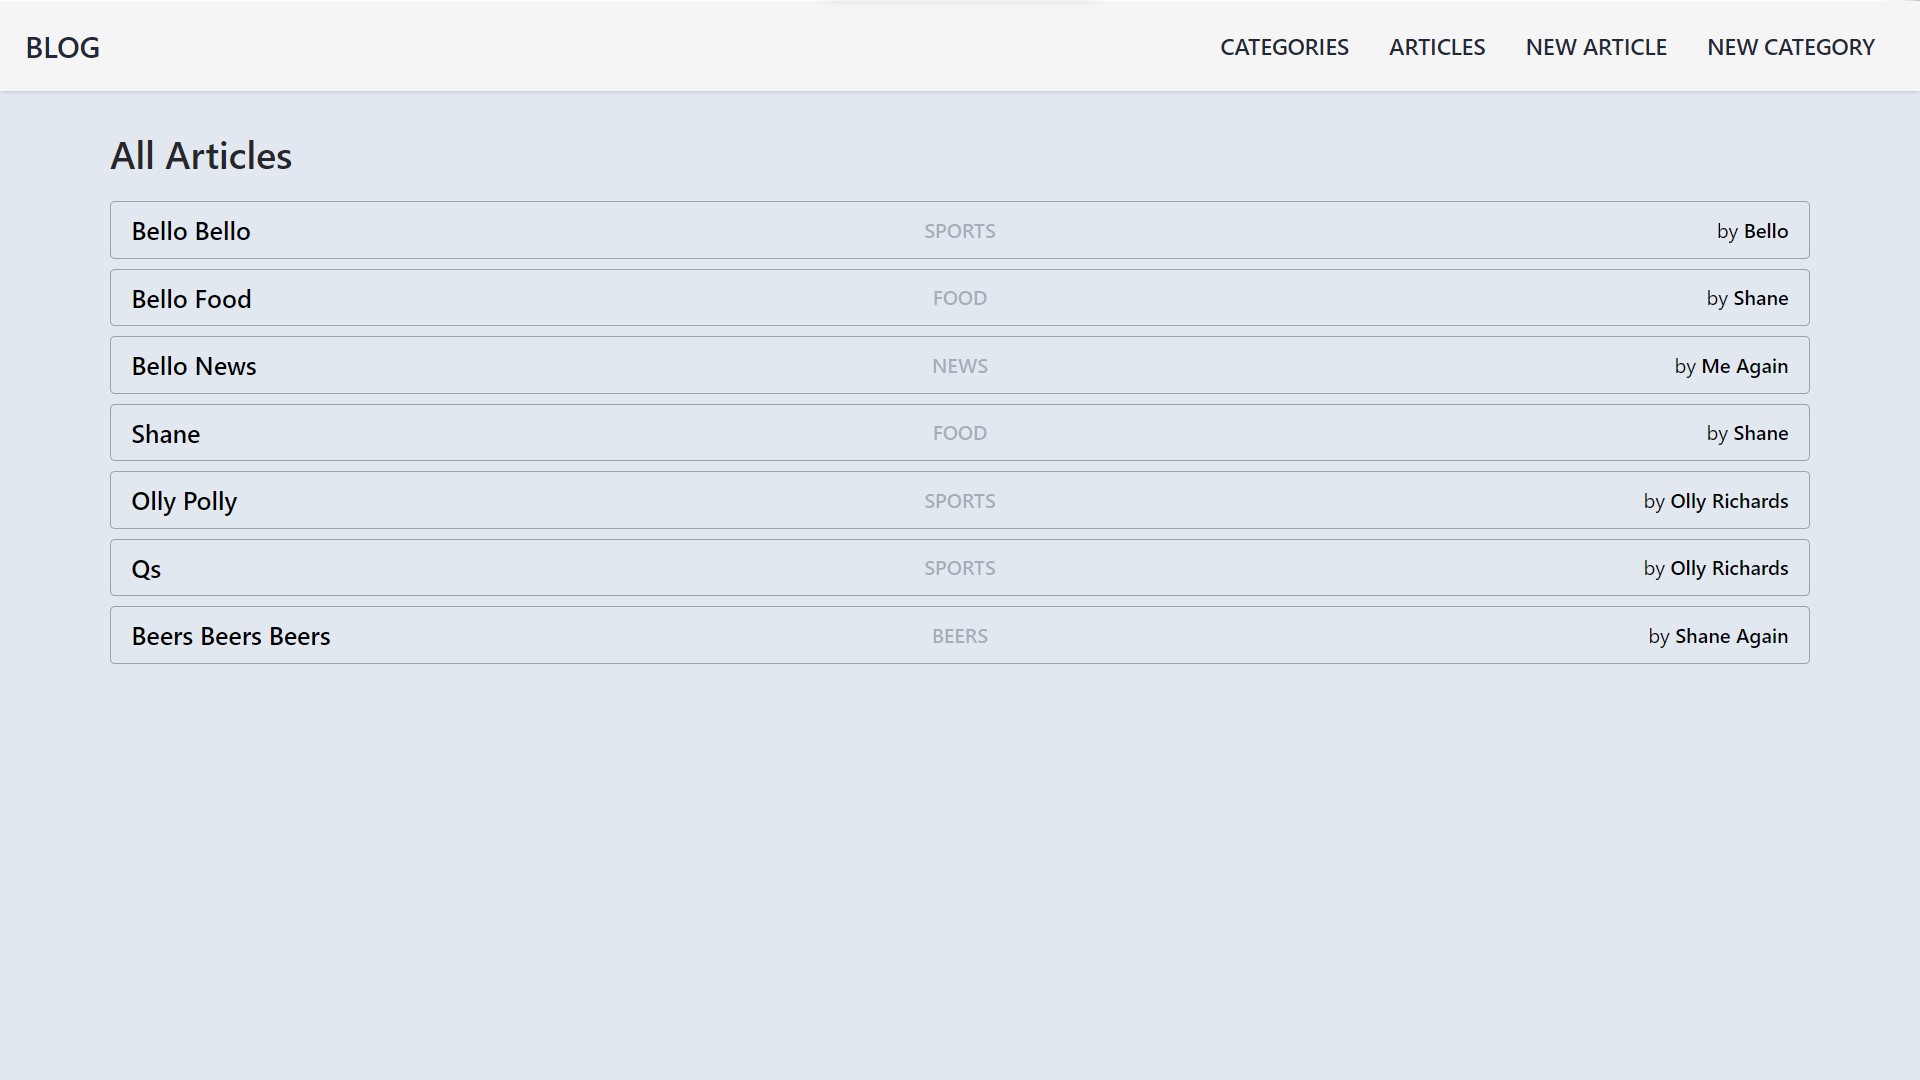 BLOG CATEGORIES ARTICLES NEW ARTICLE NEW CATEGORY
All Articles
Bello Bello SPORTS by Bello
Bello Food FOOD by Shane
Bello News NEWS by Me Again
Shane FOOD by Shane
Olly Polly SPORTS by Olly Richards
Qs SPORTS by Olly Richards
Beers Beers Beers BEERS by Shane Again